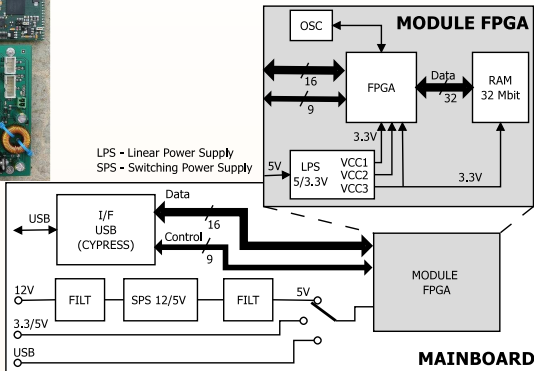 MODULE FPGA
OSC
16
9
FPGA
Data
32
RAM
32 Mbit
3.3V
LPS - Linear Power Supply
SPS - Switching Power Supply
5V
LPS
5/3.3V
VCC1
VCC2
VCC3
3.3V
Data
16
USB
I/F
USB
(CYPRESS)
Control
9
MODULE
FPGA
12V
FILT
SPS 12/5V
FILT
5V
3.3/5V
USB
MAINBOARD